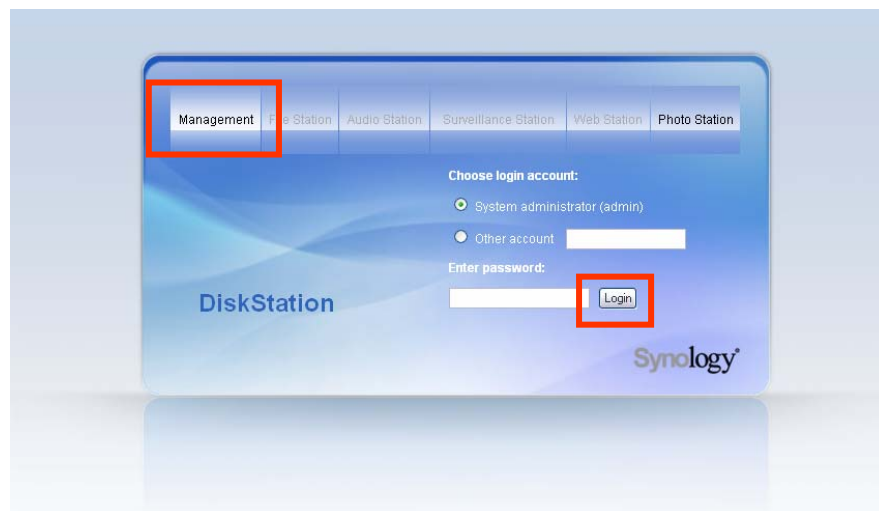 Management File Station Audio Station Surveillance Station Web Station Photo Station
Choose login account:
System administrator (admin)
Other account
Enter password:
Login
DiskStation
Synology®